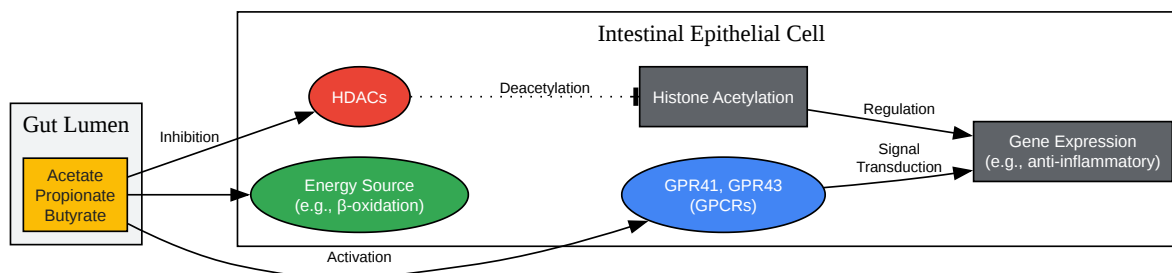 Intestinal Epithelial Cell
Gut Lumen
Acetate
Propionate
Butyrate
Inhibition
HDACs
Deacetylation
Histone Acetylation
Regulation
Gene Expression
(e.g., anti-inflammatory)
Energy Source
(e.g., β-oxidation)
GPR41, GPR43
(GPCRs)
Signal
Transduction
Activation